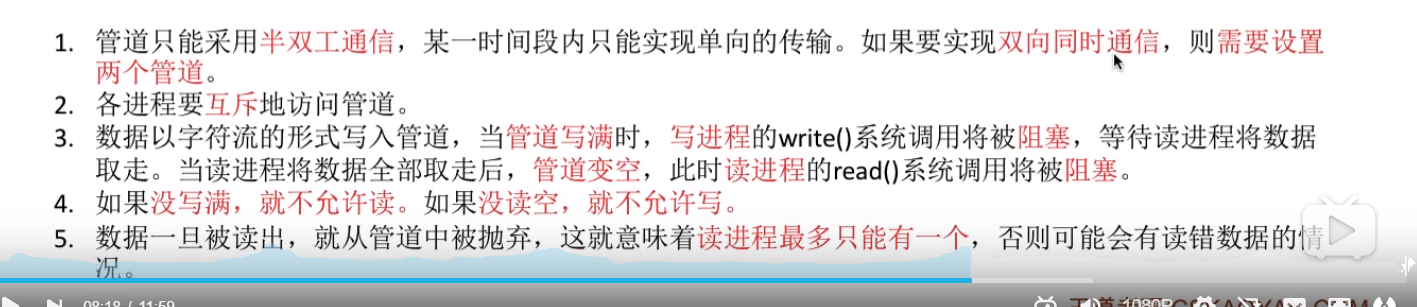 1. 管道只能采用半双工通信，某一时间段内只能实现单向的传输。如果要实现双向同时通信，则需要设置
两个管道。
2. 各进程要互斥地访问管道。
3. 数据以字符流的形式写入管道，当管道写满时，写进程的write()系统调用将被阻塞，等待读进程将数据
取走。当读进程将数据全部取走后，管道变空，此时读进程的read()系统调用将被阻塞。
4. 如果没写满，就不允许读。如果没读空，就不允许写。
5. 数据一旦被读出，就从管道中被抛弃，这就意味着读进程最多只能有一个，否则可能会有读错数据的情
况。
08:18 / 11:59
1080P